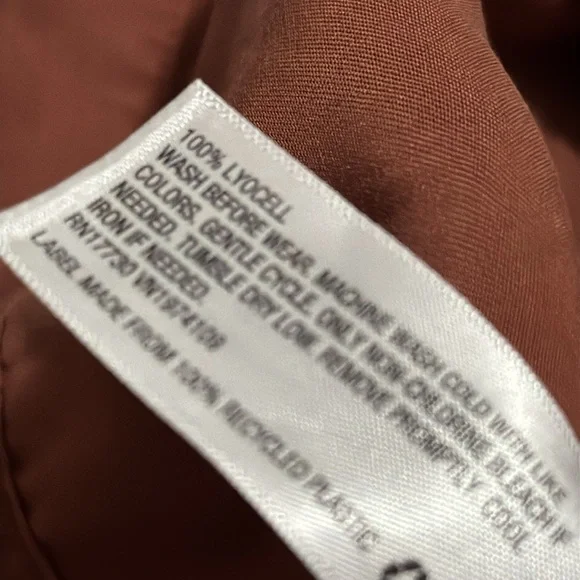 100% LYOCELL
WASH BEFORE WEAR. MACHINE WASH COLD WITH LIKE
COLORS, GENTLE CYCLE. ONLY NON-CHLORINE BLEACH IF
NEEDED. TUMBLE DRY LOW. REMOVE PROMPTLY. COOL
IRON IF NEEDED.
RN17730 VN1974108
LABEL MADE FROM 100% RECYCLED PLASTIC